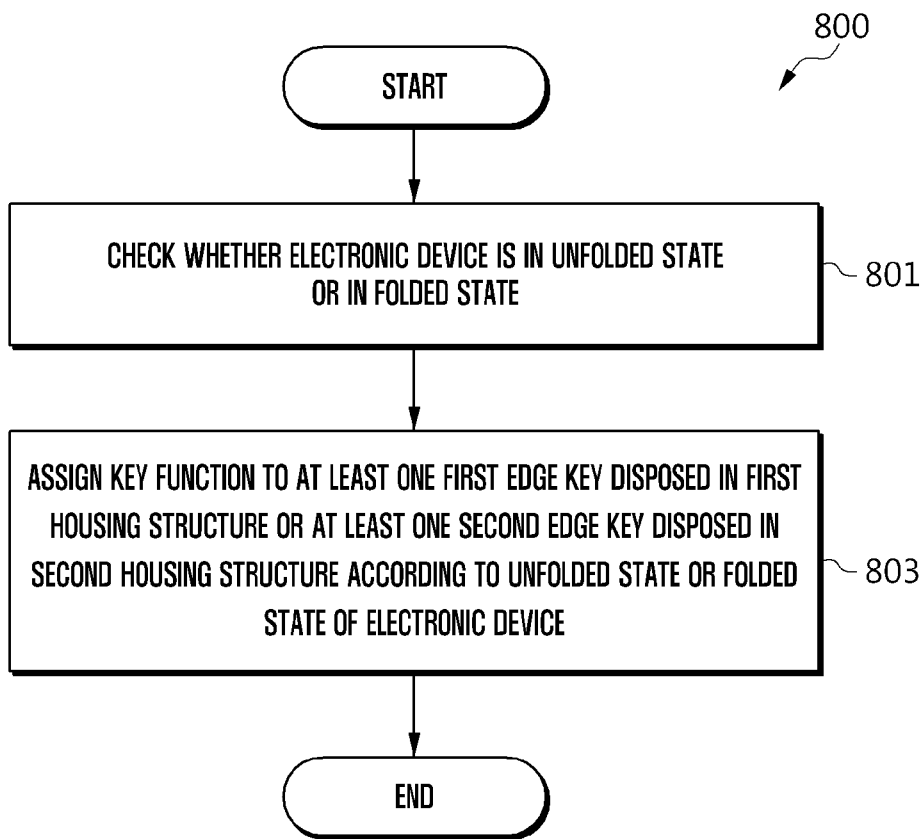 800
START
CHECK WHETHER ELECTRONIC DEVICE IS IN UNFOLDED STATE
OR IN FOLDED STATE
801
ASSIGN KEY FUNCTION TO AT LEAST ONE FIRST EDGE KEY DISPOSED IN FIRST
HOUSING STRUCTURE OR AT LEAST ONE SECOND EDGE KEY DISPOSED IN
SECOND HOUSING STRUCTURE ACCORDING TO UNFOLDED STATE OR FOLDED
STATE OF ELECTRONIC DEVICE
803
END